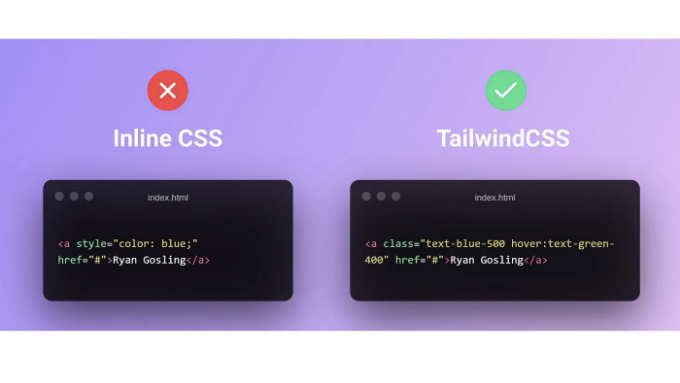 Inline CSS
index.html
<a style="color: blue;"
href="#">Ryan Gosling</a>
TailwindCSS
index.html
<a class="text-blue-500 hover:text-green-
400" href="#">Ryan Gosling</a>